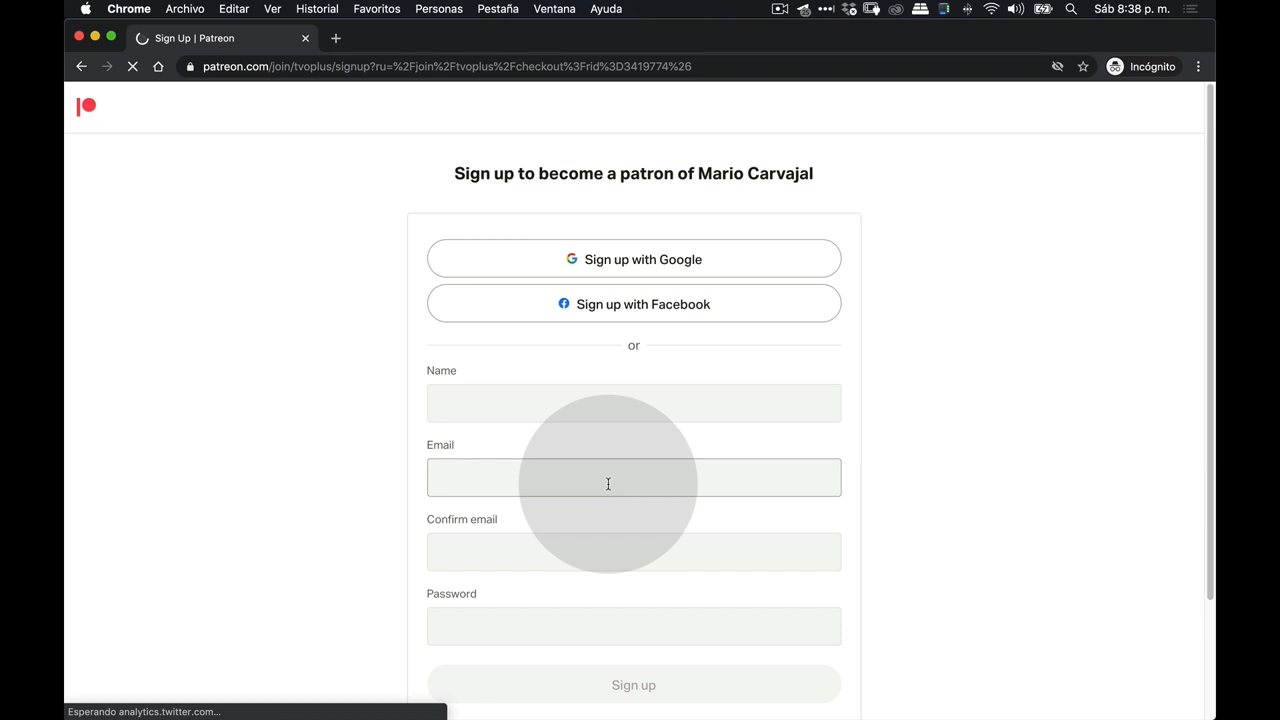 Chrome Archivo Editar Ver Historial Favoritos Personas Pestaña Ventana Ayuda Sáb 8:38 p. m.
Sign Up | Patreon
patreon.com/join/tvoplus/signup?ru=%2Fjoin%2Ftvoplus%2Fcheckout%3Frid%3D3419774%26 Incógnito
Sign up to become a patron of Mario Carvajal
Sign up with Google
Sign up with Facebook
or
Name
Email
Confirm email
Password
Sign up
Esperando analytics.twitter.com...